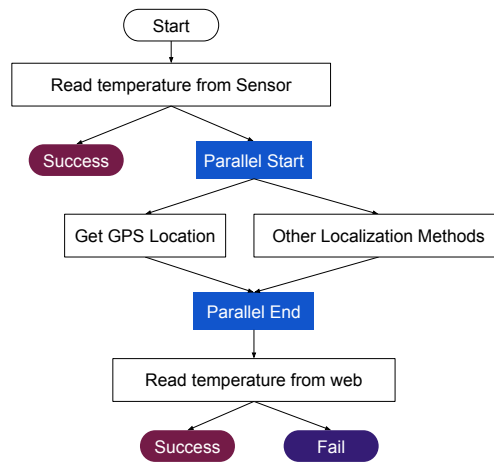 Start
Read temperature from Sensor
Success
Parallel Start
Get GPS Location
Other Localization Methods
Parallel End
Read temperature from web
Success
Fail